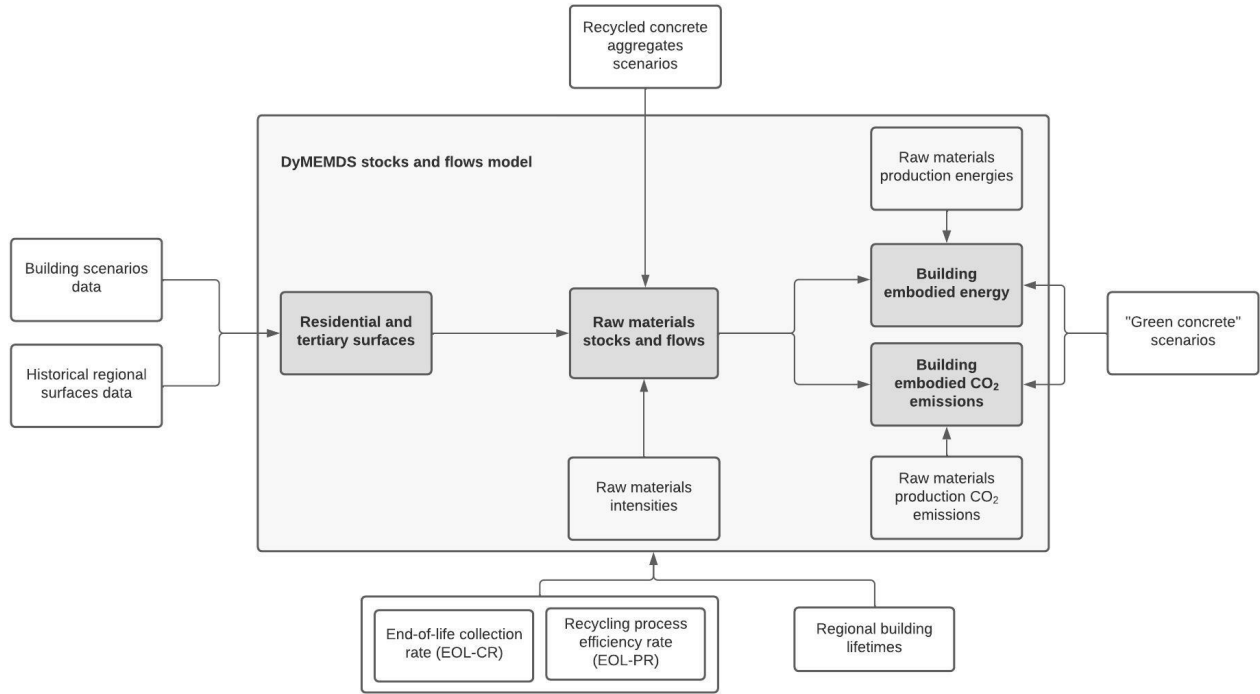 Recycled concrete
aggregates
scenarios
DyMEMDS stocks and flows model
Raw materials
production energies
Building scenarios
data
Historical regional
surfaces data
Residential and
tertiary surfaces
Raw materials
stocks and flows
Building
embodied energy
Building
embodied CO₂
emissions
"Green concrete"
scenarios
Raw materials
intensities
Raw materials
production CO₂
emissions
End-of-life collection
rate (EOL-CR)
Recycling process
efficiency rate
(EOL-PR)
Regional building
lifetimes